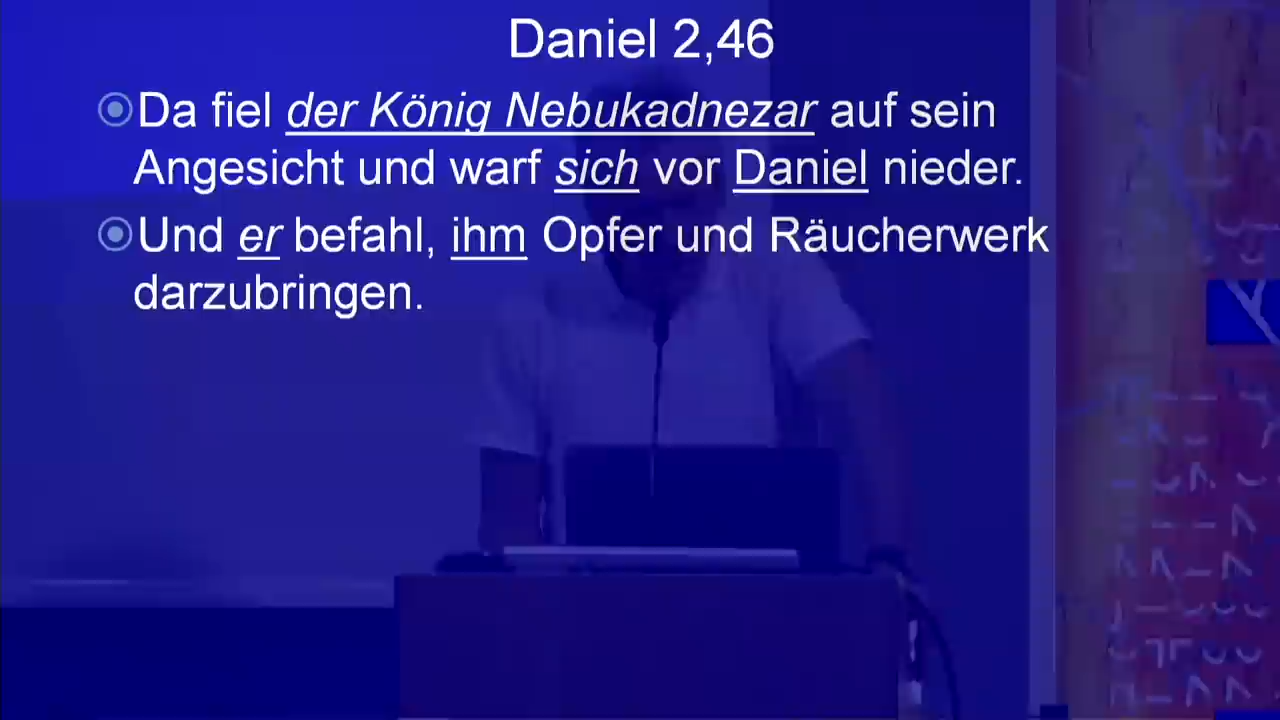 Daniel 2,46
Da fiel der König Nebukadnezar auf sein
Angesicht und warf sich vor Daniel nieder.
Und er befahl, ihm Opfer und Räucherwerk
darzubringen.